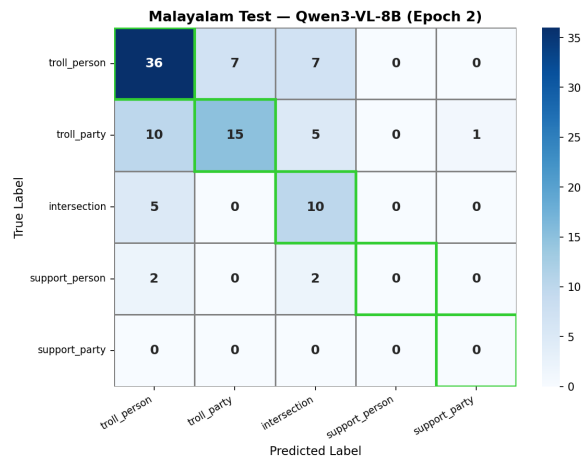 Malayalam Test — Qwen3-VL-8B (Epoch 2)
True Label
troll_person 36 7 7 0 0
troll_party 10 15 5 0 1
intersection 5 0 10 0 0
support_person 2 0 2 0 0
support_party 0 0 0 0 0
troll_person troll_party intersection support_person support_party
Predicted Label
35
30
25
20
15
10
5
0